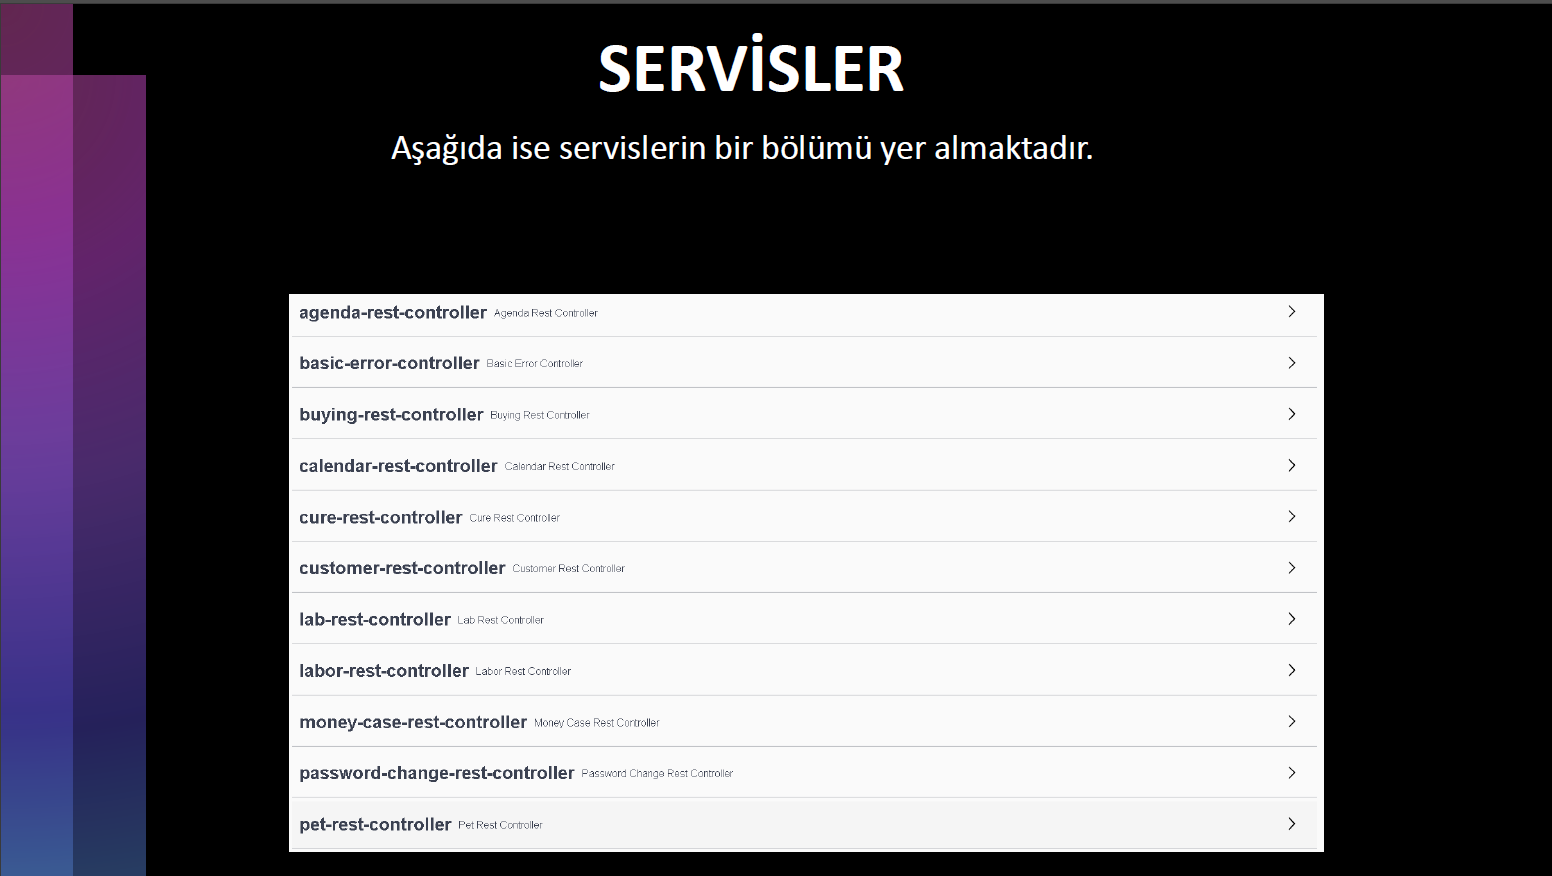 SERVİSLER
Aşağıda ise servislerin bir bölümü yer almaktadır.
agenda-rest-controller Agenda Rest Controller
basic-error-controller Basic Error Controller
buying-rest-controller Buying Rest Controller
calendar-rest-controller Calendar Rest Controller
cure-rest-controller Cure Rest Controller
customer-rest-controller Customer Rest Controller
lab-rest-controller Lab Rest Controller
labor-rest-controller Labor Rest Controller
money-case-rest-controller Money Case Rest Controller
password-change-rest-controller Password Change Rest Controller
pet-rest-controller Pet Rest Controller